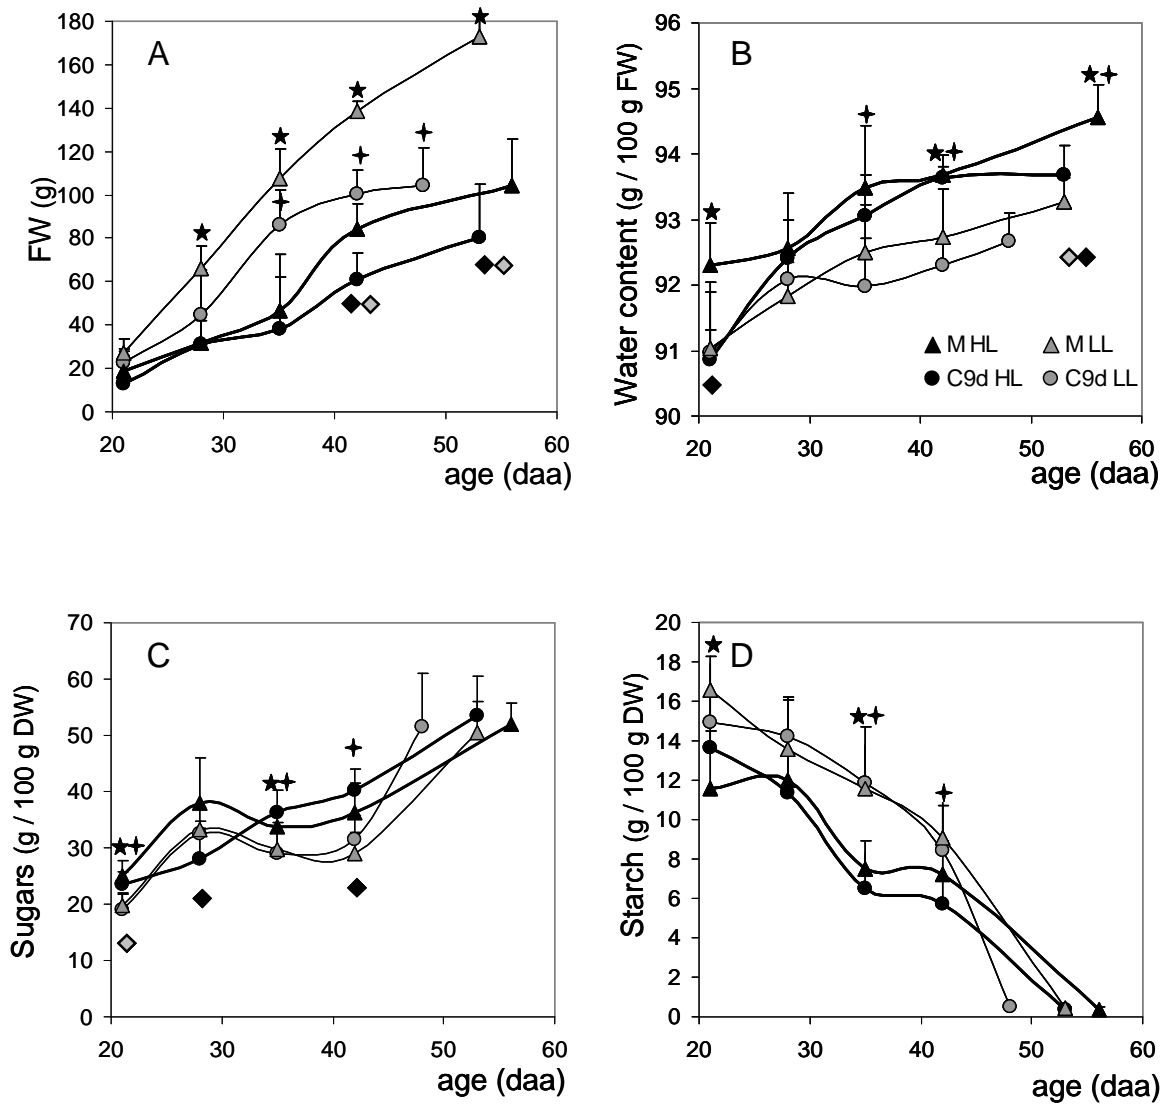 A
FW (g)
180
160
140
120
100
80
60
40
20
0
20 30 40 50 60
age (daa)
B
Water content (g / 100 g FW)
96
95
94
93
92
91
90
M HL M LL
C9d HL C9d LL
20 30 40 50 60
age (daa)
C
Sugars (g / 100 g DW)
70
60
50
40
30
20
10
0
20 30 40 50 60
age (daa)
D
Starch (g / 100 g DW)
20
18
16
14
12
10
8
6
4
2
0
20 30 40 50 60
age (daa)